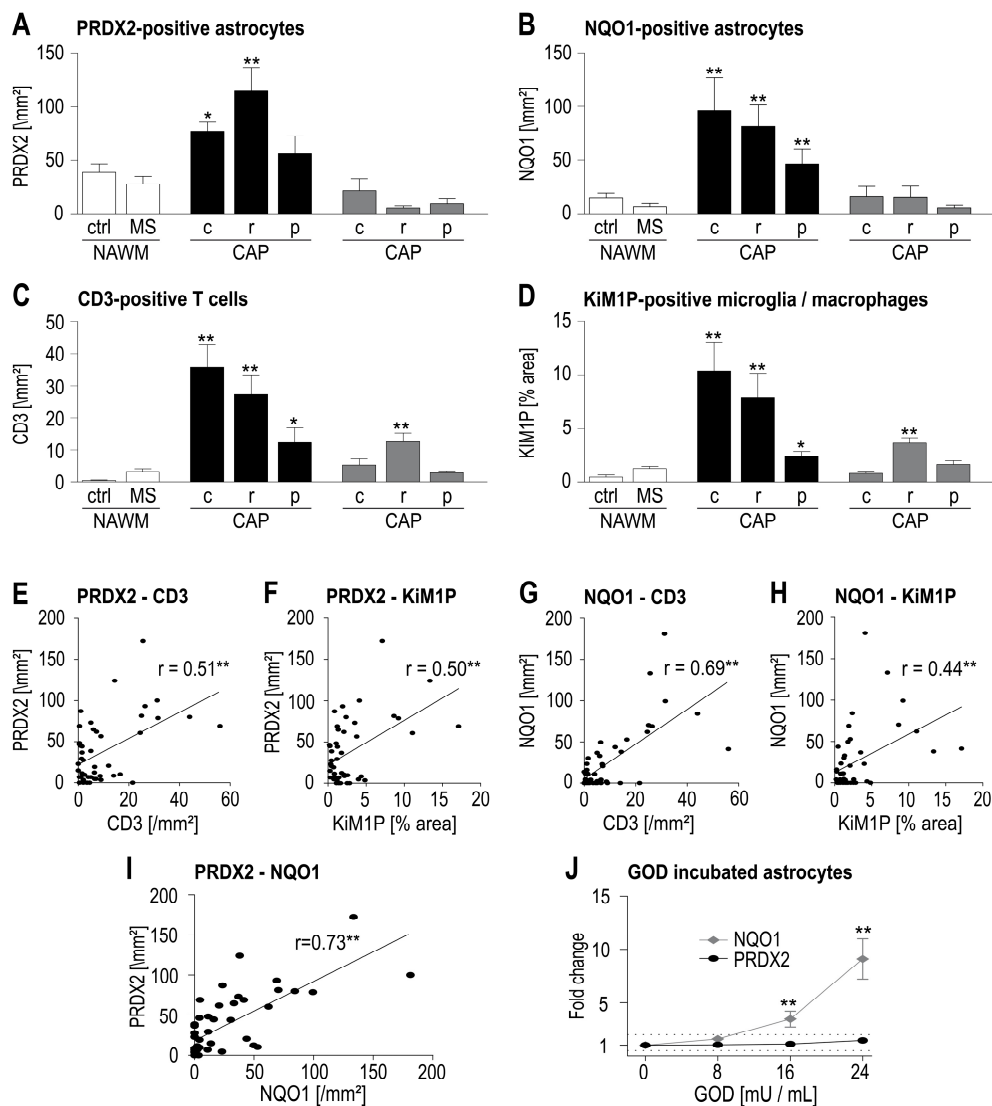 A PRDX2-positive astrocytes
PRDX2 [\mm²]
150
100
50
0
* **
ctrl MS c r p c r p
NAWM CAP CAP
B NQO1-positive astrocytes
NQO1 [\mm²]
150
100
50
0
** ** **
ctrl MS c r p c r p
NAWM CAP CAP
C CD3-positive T cells
CD3 [\mm²]
50
40
30
20
10
0
** ** * **
ctrl MS c r p c r p
NAWM CAP CAP
D KiM1P-positive microglia / macrophages
KIM1P [% area]
15
10
5
0
** ** * **
ctrl MS c r p c r p
NAWM CAP CAP
E PRDX2 - CD3
PRDX2 [\mm²]
200
150
100
50
0
r = 0.51**
0 20 40 60
CD3 [/mm²]
F PRDX2 - KiM1P
PRDX2 [\mm²]
200
150
100
50
0
r = 0.50**
0 5 10 15 20
KiM1P [% area]
G NQO1 - CD3
NQO1 [\mm²]
200
150
100
50
0
r = 0.69**
0 20 40 60
CD3 [/mm²]
H NQO1 - KiM1P
NQO1 [\mm²]
200
150
100
50
0
r = 0.44**
0 5 10 15 20
KiM1P [% area]
I PRDX2 - NQO1
PRDX2 [\mm²]
200
150
100
50
0
r=0.73**
0 50 100 150 200
NQO1 [/mm²]
J GOD incubated astrocytes
Fold change
15
10
5
1
NQO1
PRDX2
** **
0 8 16 24
GOD [mU / mL]